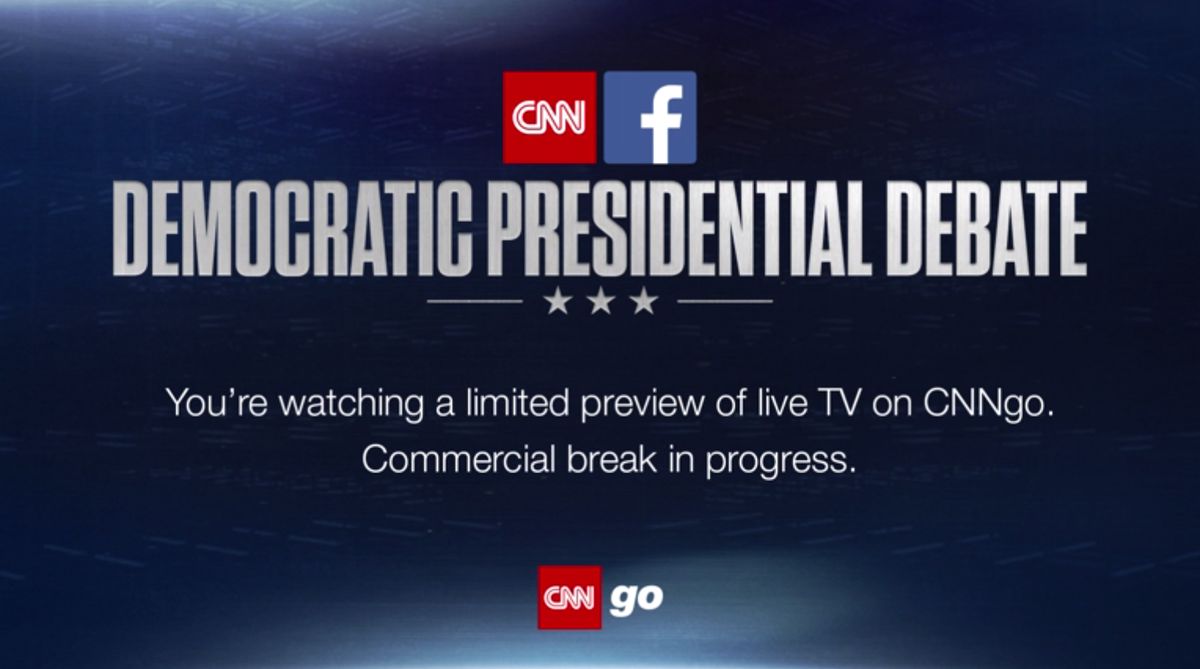 CNN f
DEMOCRATIC PRESIDENTIAL DEBATE
You're watching a limited preview of live TV on CNNgo.
Commercial break in progress.
CNN go